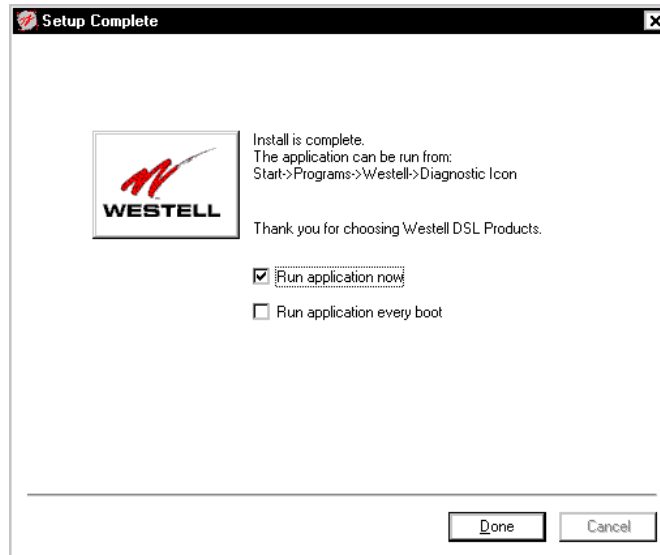 Setup Complete
WESTELL
Install is complete.
The application can be run from:
Start->Programs->Westell->Diagnostic Icon
Thank you for choosing Westell DSL Products.
Run application now
Run application every boot
Done
Cancel